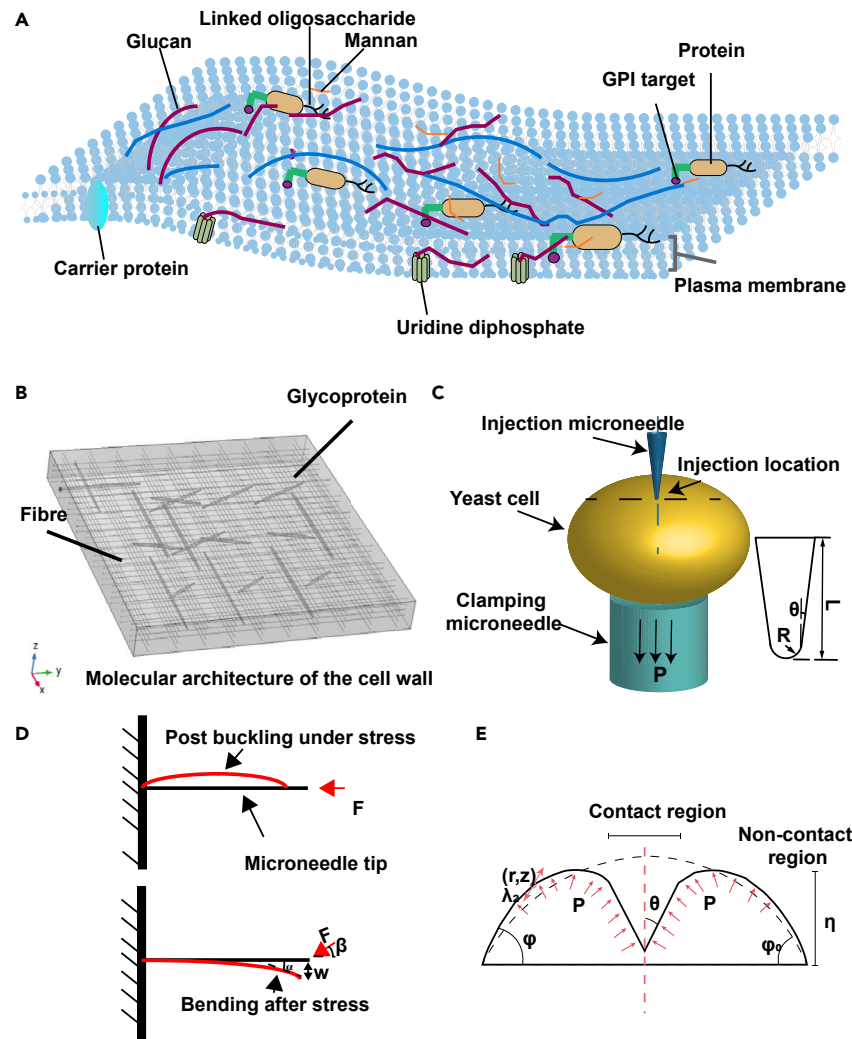 A
Linked oligosaccharide
Glucan
Mannan
Protein
GPI target
Carrier protein
Plasma membrane
Uridine diphosphate
B
Glycoprotein
Fibre
z
y
x
Molecular architecture of the cell wall
C
Injection microneedle
Injection location
Yeast cell
Clamping
microneedle
P
θ
R
L
D
Post buckling under stress
F
Microneedle tip
F
β
α
w
Bending after stress
E
Contact region
Non-contact
region
(r,z)
λ₂
P
θ
P
η
φ
φ₀